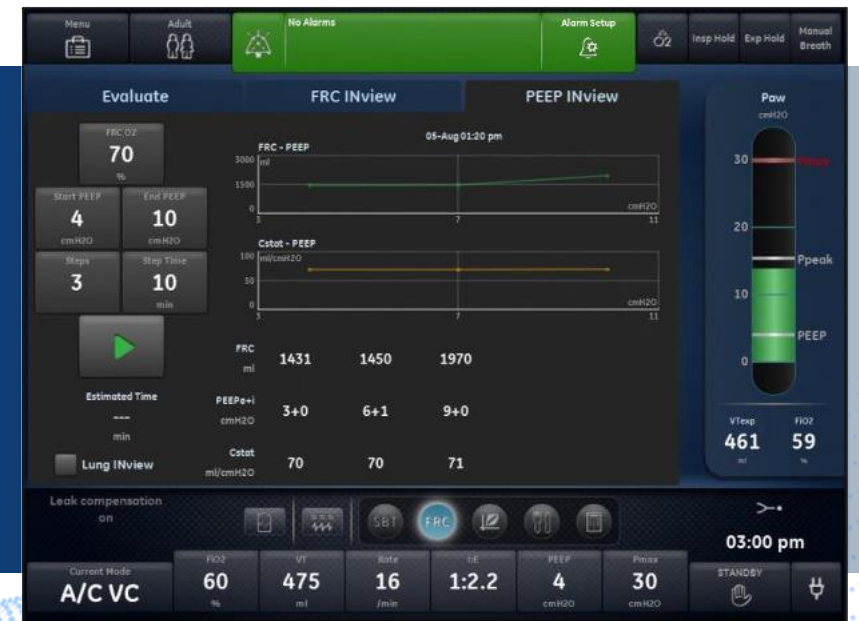 Menu
Adult
No Alarms
Alarm Setup
O2
Insp Hold
Exp Hold
Manual
Breath
Evaluate
FRC INview
PEEP INview
FRC O2
70
%
Start PEEP
End PEEP
4
10
cmH2O
cmH2O
Steps
Step Time
3
10
min
Estimated Time
---
min
Lung INview
05-Aug 01:20 pm
FRC - PEEP
3000
ml
1500
0
cmH2O
3
7
11
Cstat - PEEP
100
ml/cmH2O
50
0
cmH2O
3
7
11
FRC
ml
1431
1450
1970
PEEPe+i
cmH2O
3+0
6+1
9+0
Cstat
ml/cmH2O
70
70
71
Paw
cmH2O
30
Pmax
20
Ppeak
10
PEEP
0
VTexp
FiO2
461
59
ml
%
Leak compensation
on
SBT
FRC
03:00 pm
Current Mode
A/C VC
FiO2
60
%
VT
475
ml
Rate
16
/min
I:E
1:2.2
PEEP
4
cmH2O
Pmax
30
cmH2O
STANDBY